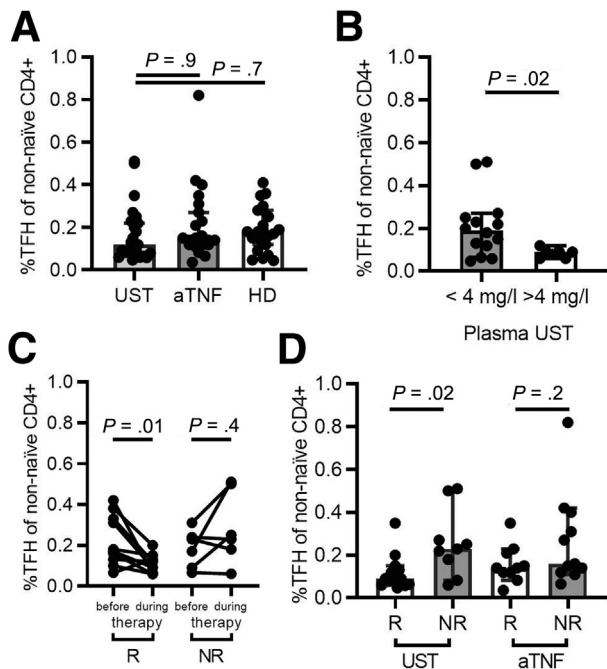 A
%TFH of non-naïve CD4+
1.0
0.8
0.6
0.4
0.2
0.0
P = .9
P = .7
UST aTNF HD
B
%TFH of non-naïve CD4+
1.0
0.8
0.6
0.4
0.2
0.0
P = .02
< 4 mg/l >4 mg/l
Plasma UST
C
%TFH of non-naïve CD4+
1.0
0.8
0.6
0.4
0.2
0.0
P = .01
P = .4
before during before during
therapy therapy
R NR
D
%TFH of non-naïve CD4+
1.0
0.8
0.6
0.4
0.2
0.0
P = .02
P = .2
R NR R NR
UST aTNF